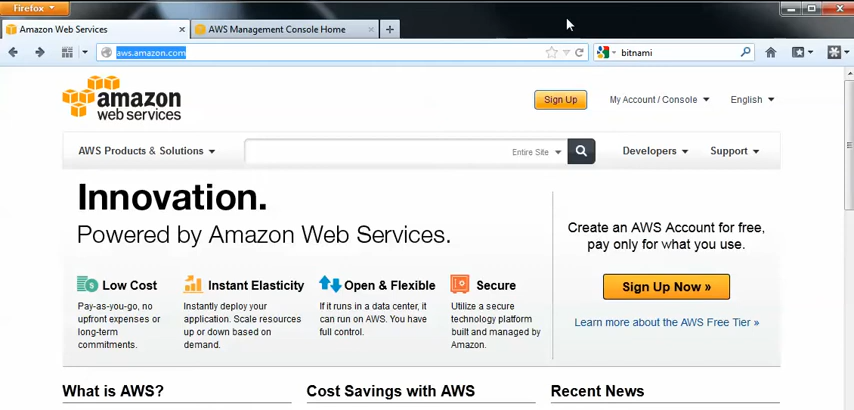 Firefox
Amazon Web Services
AWS Management Console Home
aws.amazon.com
bitnami
amazon
web services
Sign Up
My Account / Console
English
AWS Products & Solutions
Entire Site
Developers
Support
Innovation.
Powered by Amazon Web Services.
Create an AWS Account for free,
pay only for what you use.
Sign Up Now »
Learn more about the AWS Free Tier »
Low Cost
Pay-as-you-go, no
upfront expenses or
long-term
commitments.
Instant Elasticity
Instantly deploy your
application. Scale resources
up or down based on
demand.
Open & Flexible
If it runs in a data center, it
can run on AWS. You have
full control.
Secure
Utilize a secure
technology platform
built and managed by
Amazon.
What is AWS?
Cost Savings with AWS
Recent News